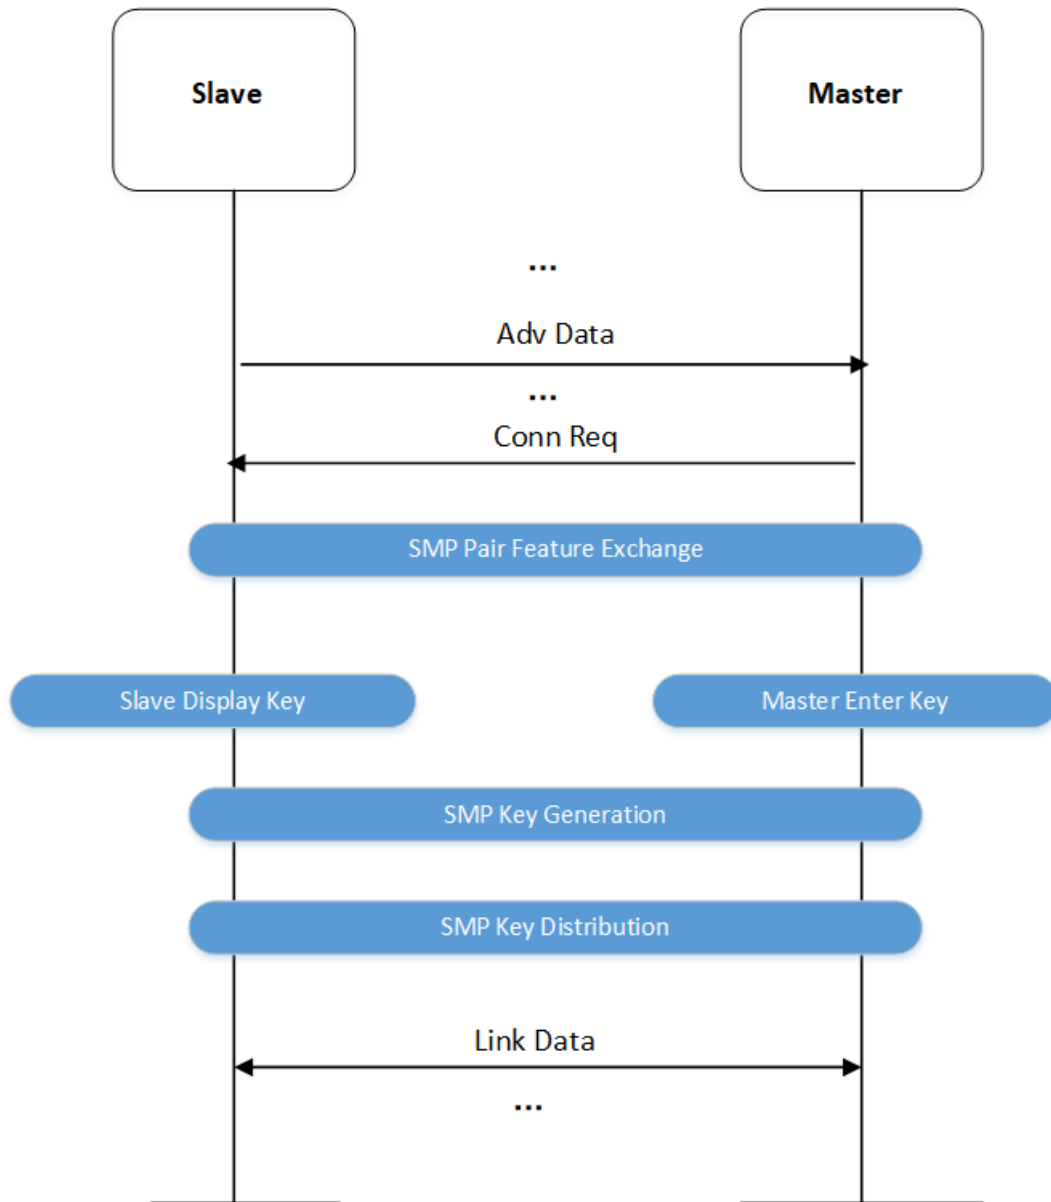 Slave
Master
...
Adv Data
...
Conn Req
SMP Pair Feature Exchange
Slave Display Key
Master Enter Key
SMP Key Generation
SMP Key Distribution
Link Data
...